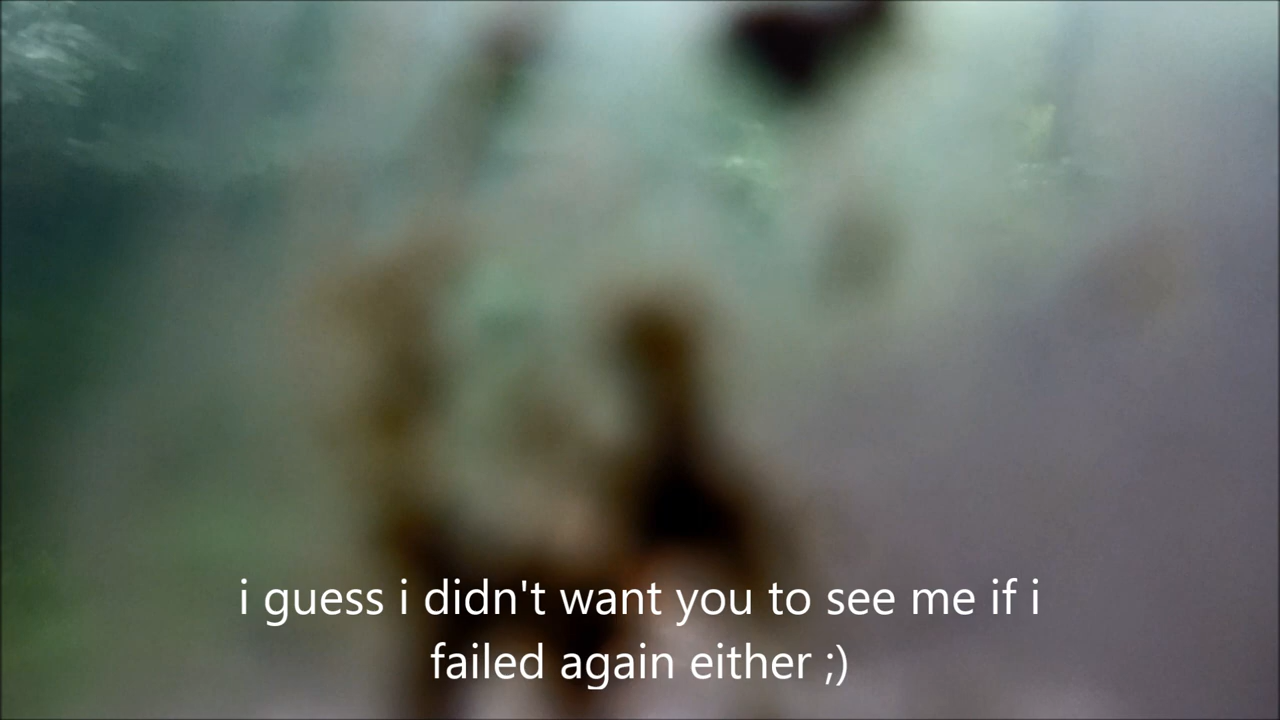 i guess i didn't want you to see me if i
failed again either ;)